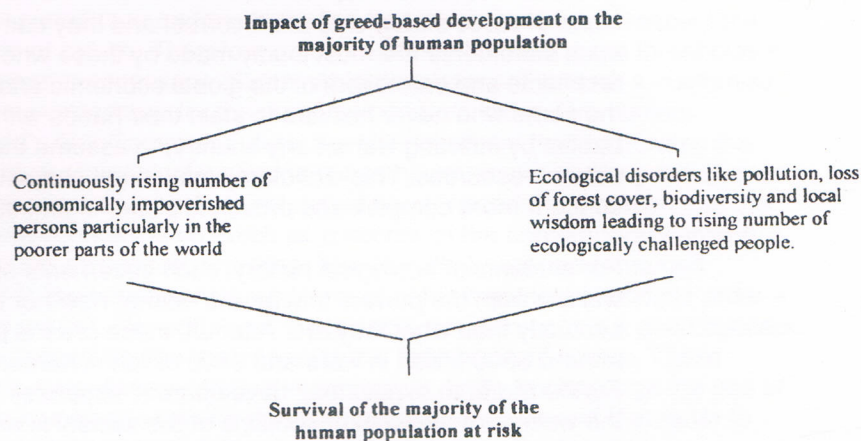 Impact of greed-based development on the
majority of human population
Continuously rising number of
economically impoverished
persons particularly in the
poorer parts of the world
Ecological disorders like pollution, loss
of forest cover, biodiversity and local
wisdom leading to rising number of
ecologically challenged people.
Survival of the majority of the
human population at risk